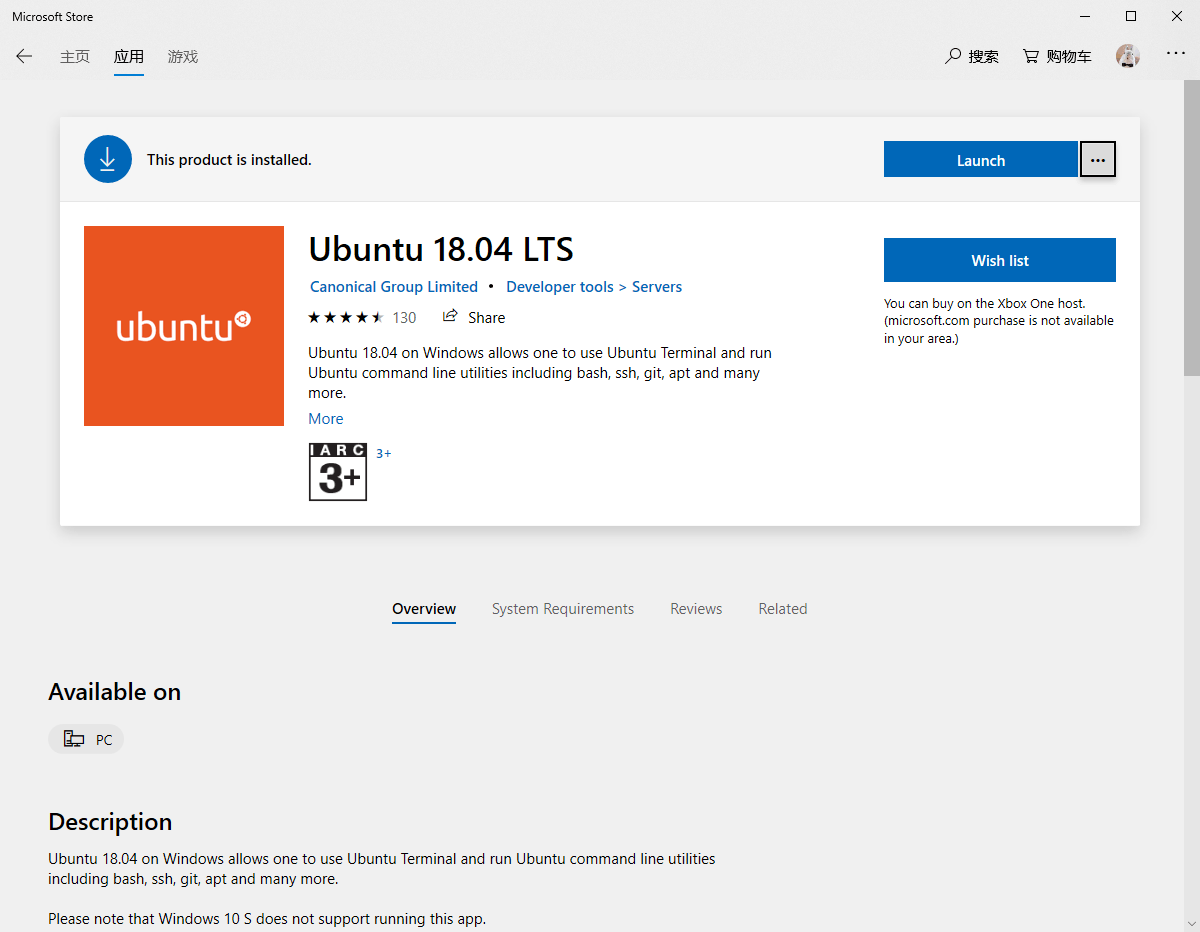 Microsoft Store
主页 应用 游戏 搜索 购物车
This product is installed.
Launch
ubuntu
Ubuntu 18.04 LTS
Canonical Group Limited • Developer tools > Servers
130 Share
Ubuntu 18.04 on Windows allows one to use Ubuntu Terminal and run
Ubuntu command line utilities including bash, ssh, git, apt and many
more.
More
IARC
3+
3+
Wish list
You can buy on the Xbox One host.
(microsoft.com purchase is not available
in your area.)
Overview System Requirements Reviews Related
Available on
PC
Description
Ubuntu 18.04 on Windows allows one to use Ubuntu Terminal and run Ubuntu command line utilities
including bash, ssh, git, apt and many more.
Please note that Windows 10 S does not support running this app.